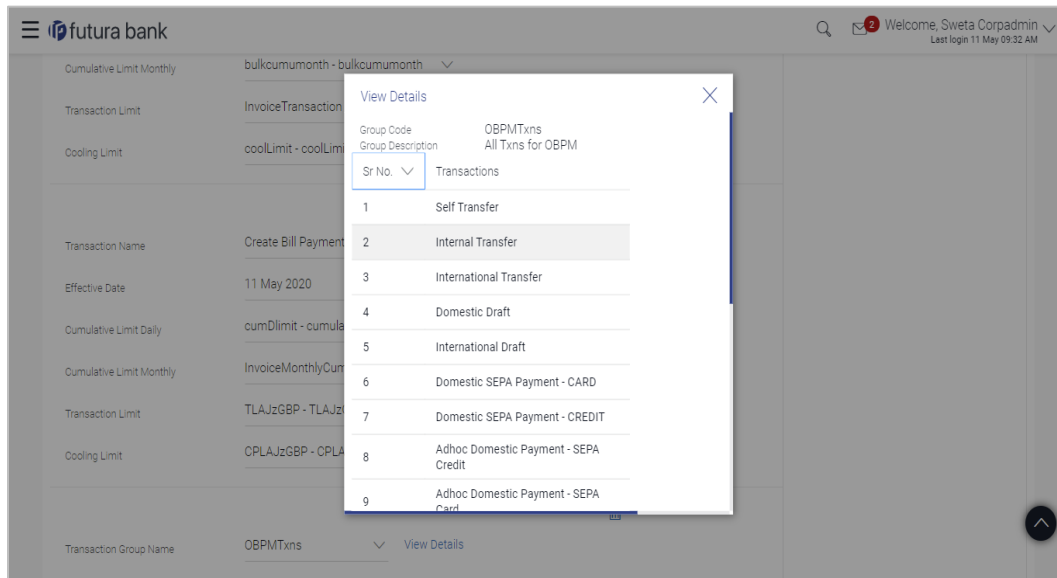 futura bank
2
Welcome, Sweta Corpadmin
Last login 11 May 09:32 AM
Cumulative Limit Monthly bulkcumumonth - bulkcumumonth
Transaction Limit InvoiceTransaction
Cooling Limit coolLimit - coolLimi
Transaction Name Create Bill Payment
Effective Date 11 May 2020
Cumulative Limit Daily cumDlimit - cumula
Cumulative Limit Monthly InvoiceMonthlyCum
Transaction Limit TLAJzGBP - TLAJz
Cooling Limit CPLAJzGBP - CPLA
Transaction Group Name OBPMTxns View Details
View Details
Group Code OBPMTxns
Group Description All Txns for OBPM
Sr No. Transactions
1 Self Transfer
2 Internal Transfer
3 International Transfer
4 Domestic Draft
5 International Draft
6 Domestic SEPA Payment - CARD
7 Domestic SEPA Payment - CREDIT
8 Adhoc Domestic Payment - SEPA
Credit
9 Adhoc Domestic Payment - SEPA
Card